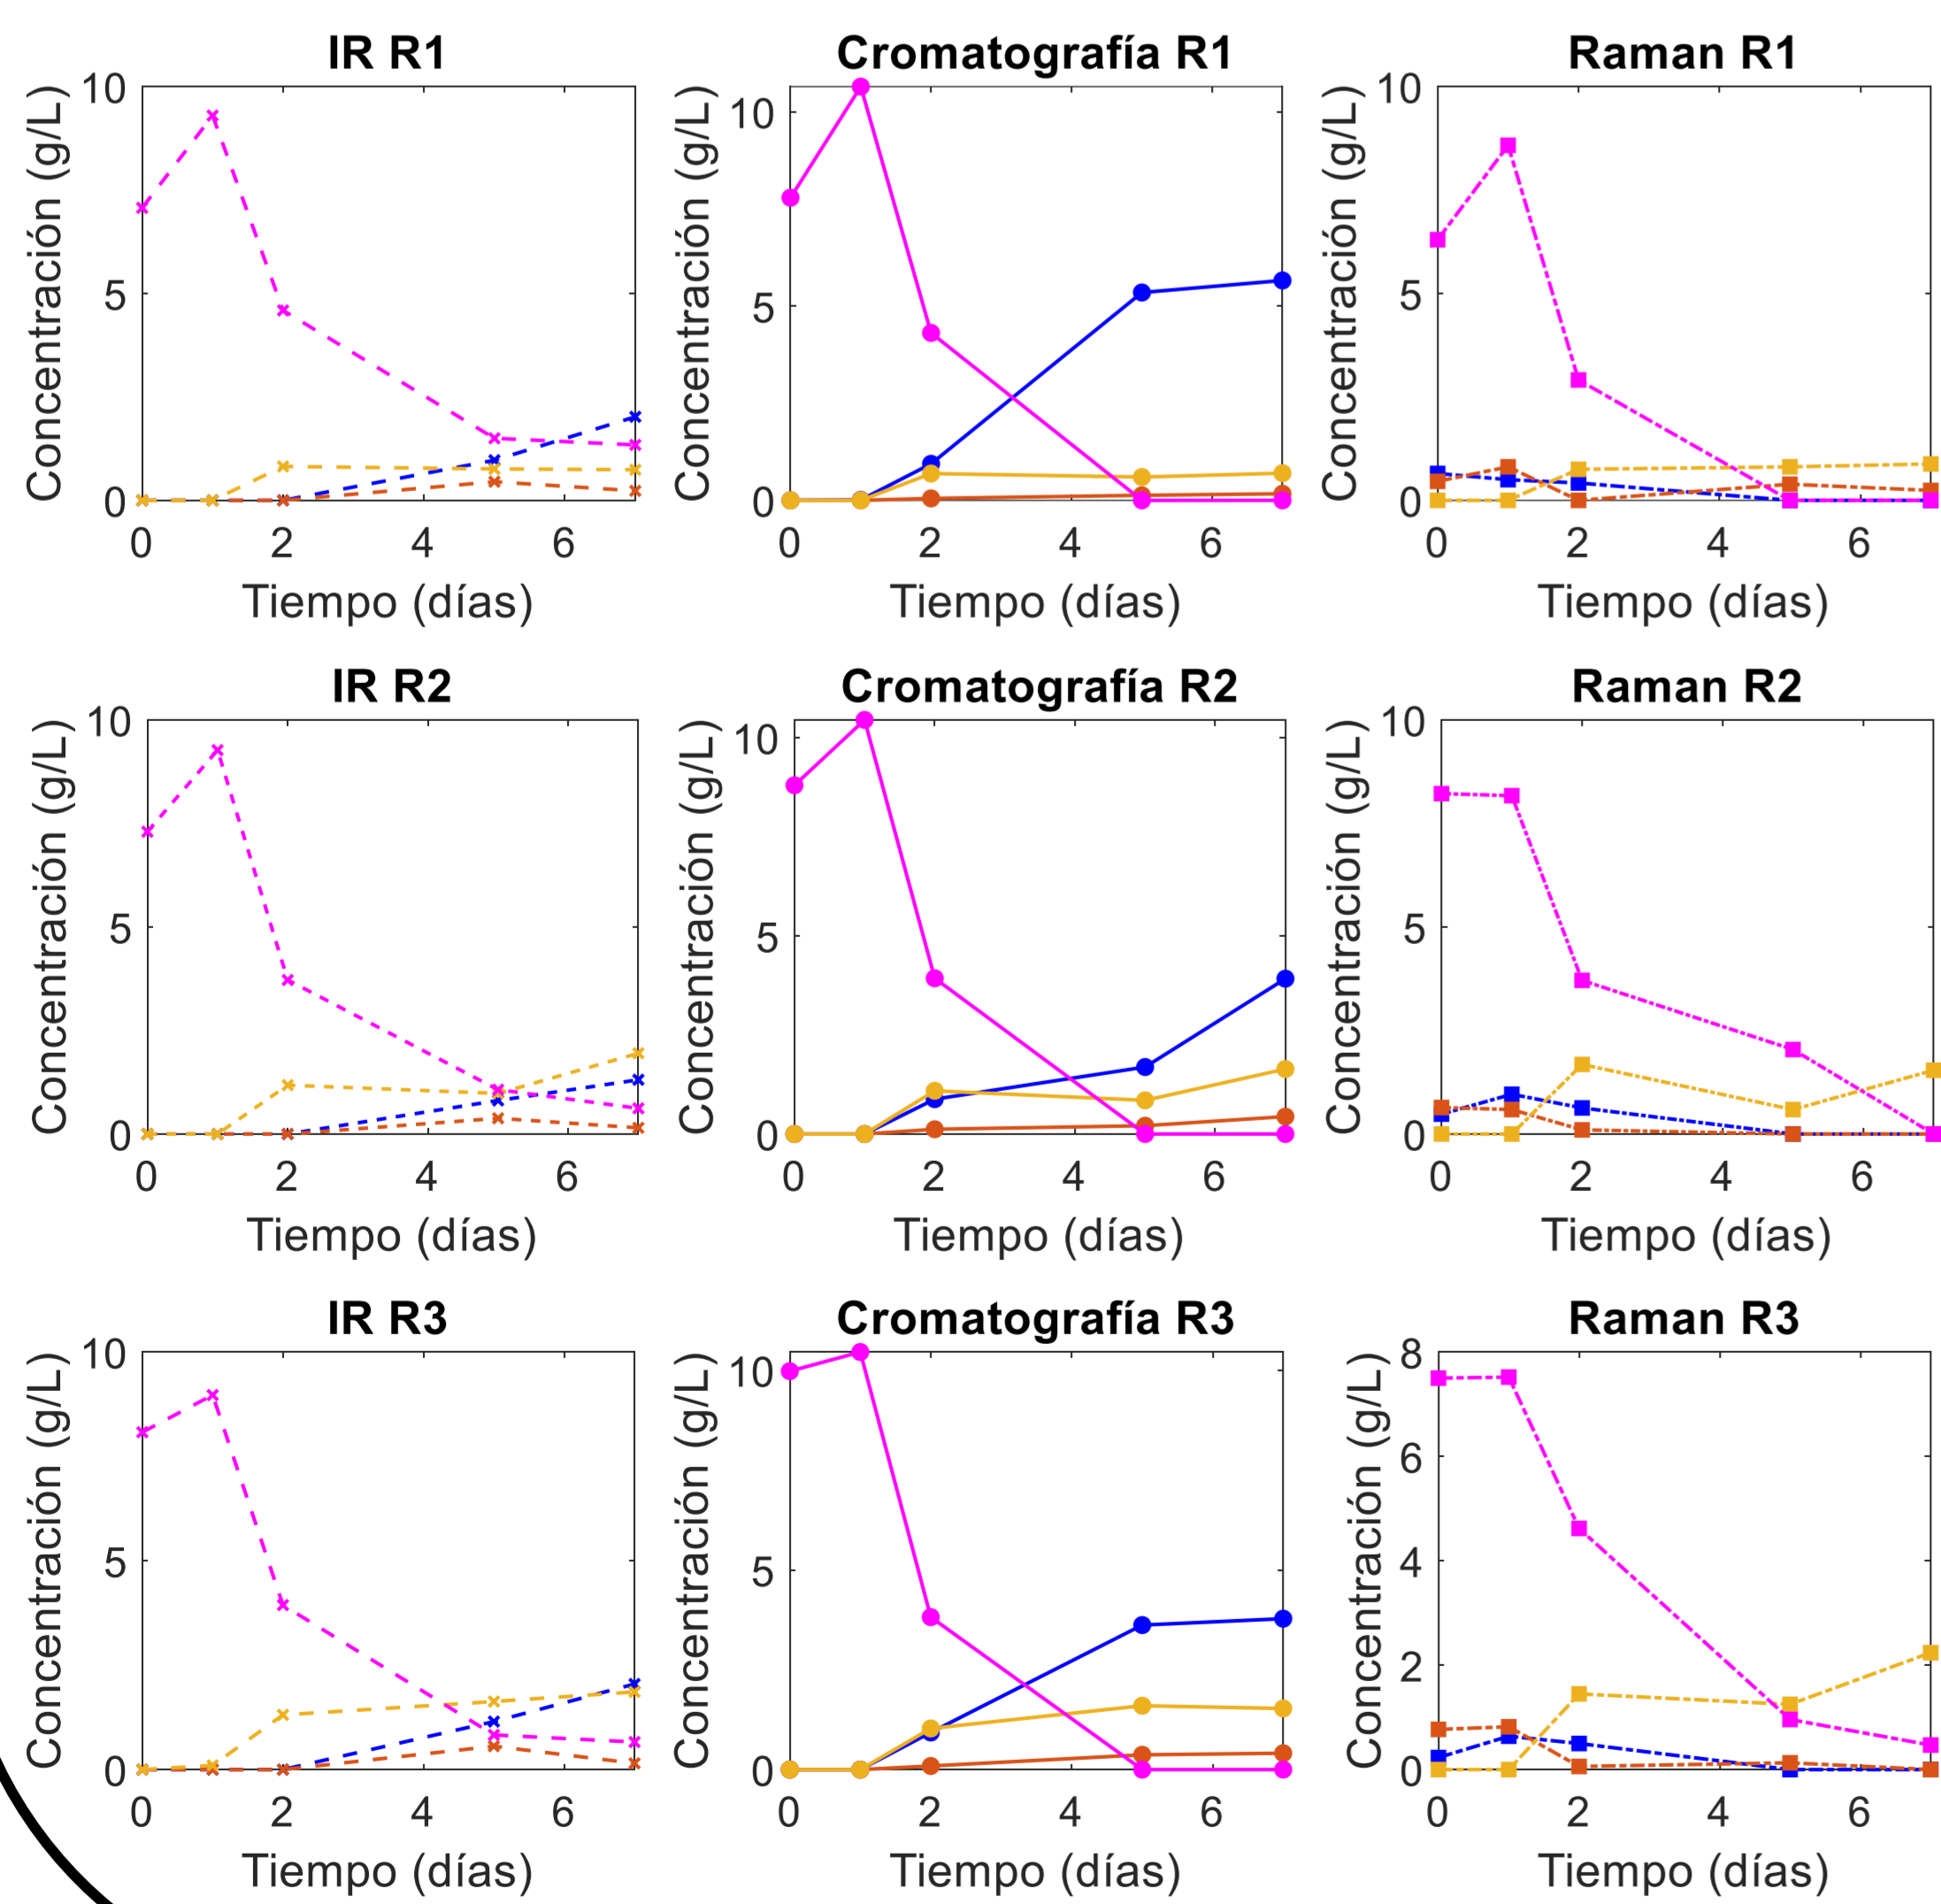 IR R1
Cromatografía R1
Raman R1
Concentración (g/L)
10
5
0
0 2 4 6
Tiempo (días)
Concentración (g/L)
10
5
0
0 2 4 6
Tiempo (días)
Concentración (g/L)
10
5
0
0 2 4 6
Tiempo (días)
IR R2
Cromatografía R2
Raman R2
Concentración (g/L)
10
5
0
0 2 4 6
Tiempo (días)
Concentración (g/L)
10
5
0
0 2 4 6
Tiempo (días)
Concentración (g/L)
10
5
0
0 2 4 6
Tiempo (días)
IR R3
Cromatografía R3
Raman R3
Concentración (g/L)
10
5
0
0 2 4 6
Tiempo (días)
Concentración (g/L)
10
5
0
0 2 4 6
Tiempo (días)
Concentración (g/L)
8
6
4
2
0
0 2 4 6
Tiempo (días)